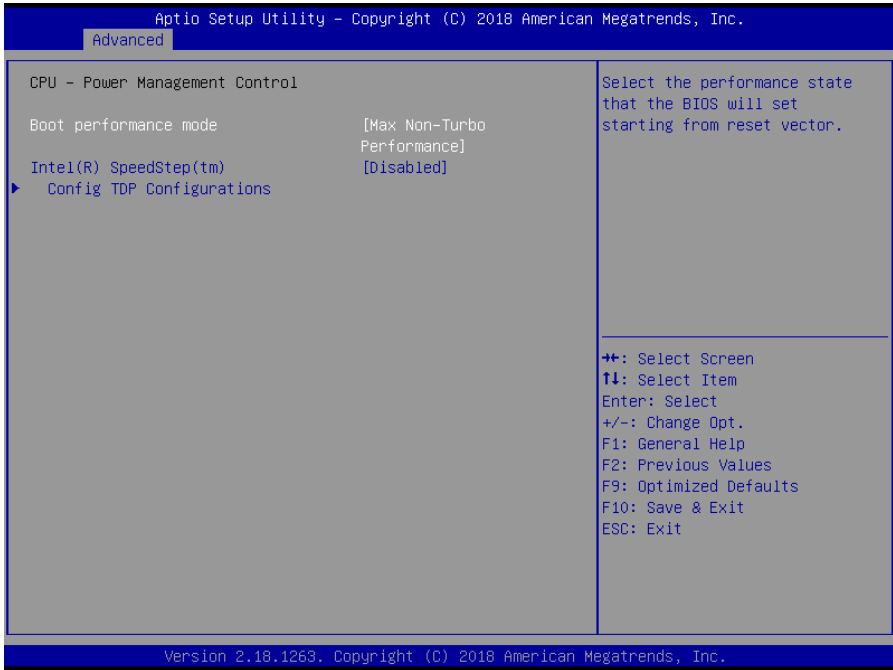 Aptio Setup Utility – Copyright (C) 2018 American Megatrends, Inc.
Advanced
CPU – Power Management Control
Boot performance mode [Max Non-Turbo
Performance]
Intel(R) SpeedStep(tm) [Disabled]
Config TDP Configurations
Select the performance state
that the BIOS will set
starting from reset vector.
→←: Select Screen
↑↓: Select Item
Enter: Select
+/-: Change Opt.
F1: General Help
F2: Previous Values
F9: Optimized Defaults
F10: Save & Exit
ESC: Exit
Version 2.18.1263. Copyright (C) 2018 American Megatrends, Inc.